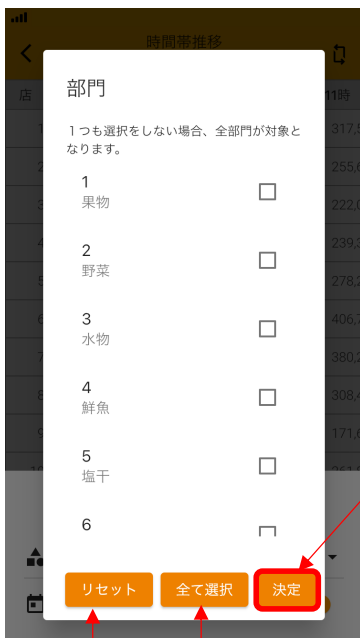 時間帯推移
店
11時
部門
１つも選択をしない場合、全部門が対象と
なります。
1
果物
2
野菜
3
水物
4
鮮魚
5
塩干
6
リセット
全て選択
決定